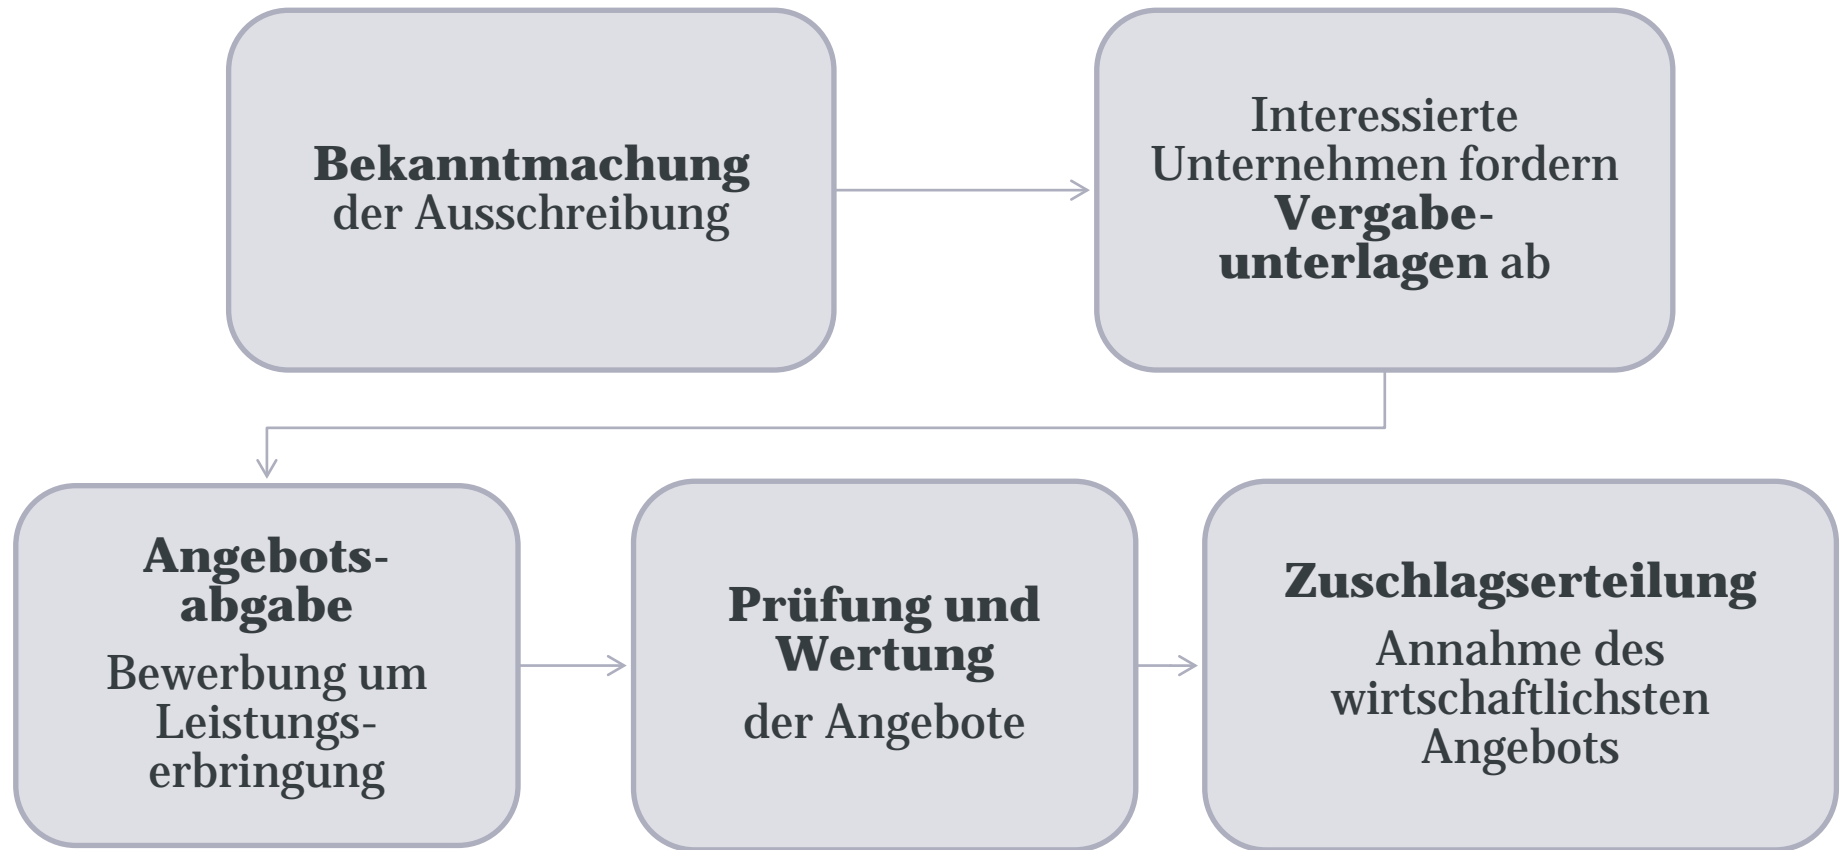 Bekanntmachung
der Ausschreibung
Interessierte
Unternehmen fordern
Vergabe-
unterlagen ab
Angebots-
abgabe
Bewerbung um
Leistungs-
erbringung
Prüfung und
Wertung
der Angebote
Zuschlagserteilung
Annahme des
wirtschaftlichsten
Angebots